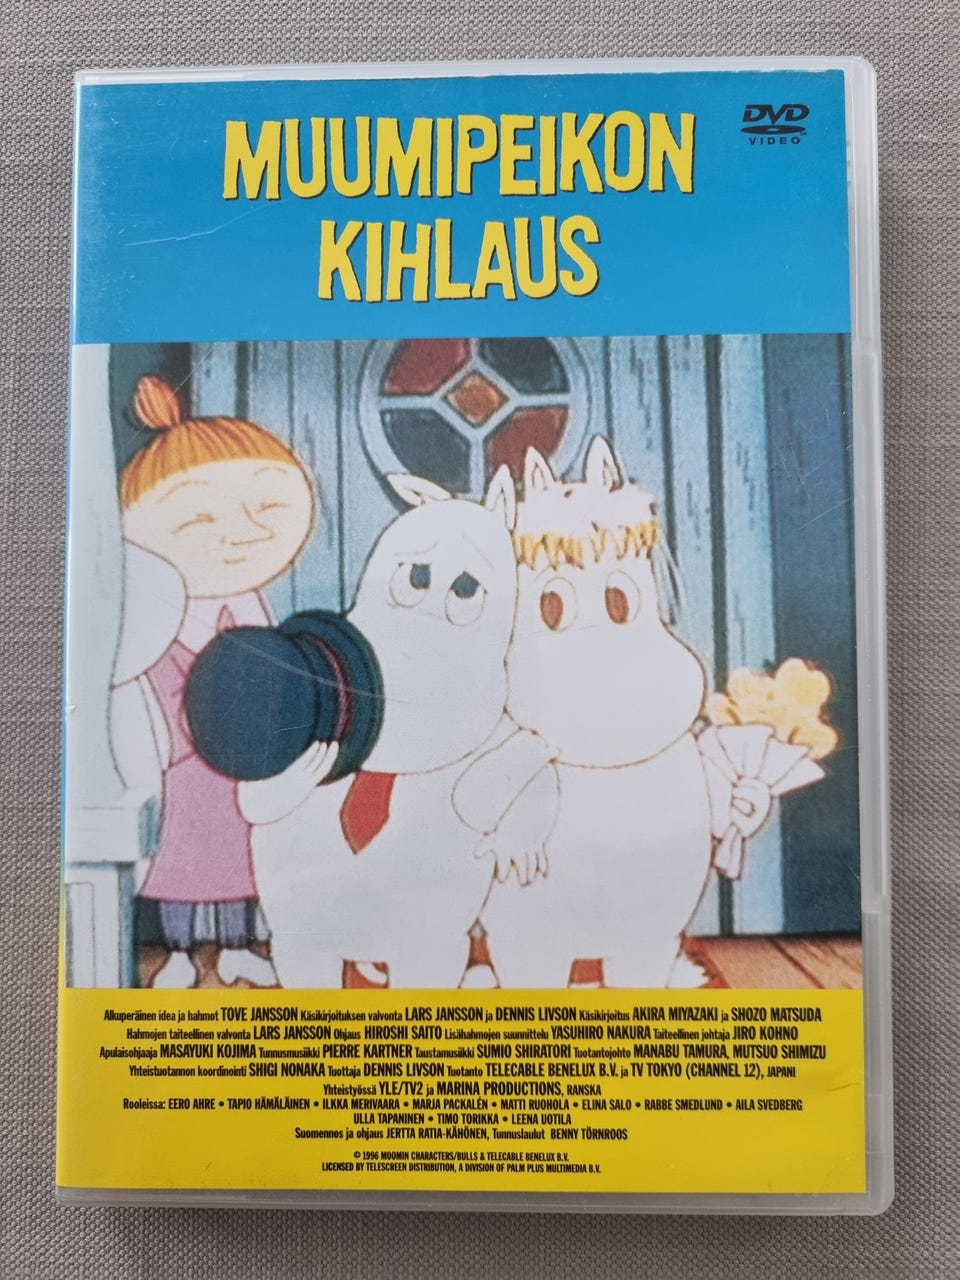 MUUMIPEIKON
KIHLAUS
DVD
VIDEO
Alkuperäinen idea ja hahmot TOVE JANSSON Käsikirjoituksen valvonta LARS JANSSON ja DENNIS LIVSON Käsikirjoitus AKIRA MIYAZAKI ja SHOZO MATSUDA
Hahmojen taiteellinen valvonta LARS JANSSON Ohjaus HIROSHI SAITO Lisähahmojen suunnittelu YASUHIRO NAKURA Taiteellinen johtaja JIRO KOHNO
Apulaisohjaaja MASAYUKI KOJIMA Tunnusmusiikki PIERRE KARTNER Taustamusiikki SUMIO SHIRATORI Tuotantojohto MANABU TAMURA, MUTSUO SHIMIZU
Yhteistuotannon koordinointi SHIGI NONAKA Tuottaja DENNIS LIVSON Tuotanto TELECABLE BENELUX B.V. ja TV TOKYO (CHANNEL 12), JAPANI
Yhteistyössä YLE/TV2 ja MARINA PRODUCTIONS, RANSKA
Rooleissa: EERO AHRE • TAPIO HÄMÄLÄINEN • ILKKA MERIVAARA • MARJA PACKALÉN • MATTI RUOHOLA • ELINA SALO • RABBE SMEDLUND • AILA SVEDBERG
ULLA TAPANINEN • TIMO TORIKKA • LEENA UOTILA
Suomennos ja ohjaus JERTTA RATIA-KÄHÖNEN, Tunnuslaulut BENNY TÖRNROOS
© 1996 MOOMIN CHARACTERS/BULLS & TELECABLE BENELUX B.V.
LICENSED BY TELESCREEN DISTRIBUTION, A DIVISION OF PALM PLUS MULTIMEDIA B.V.